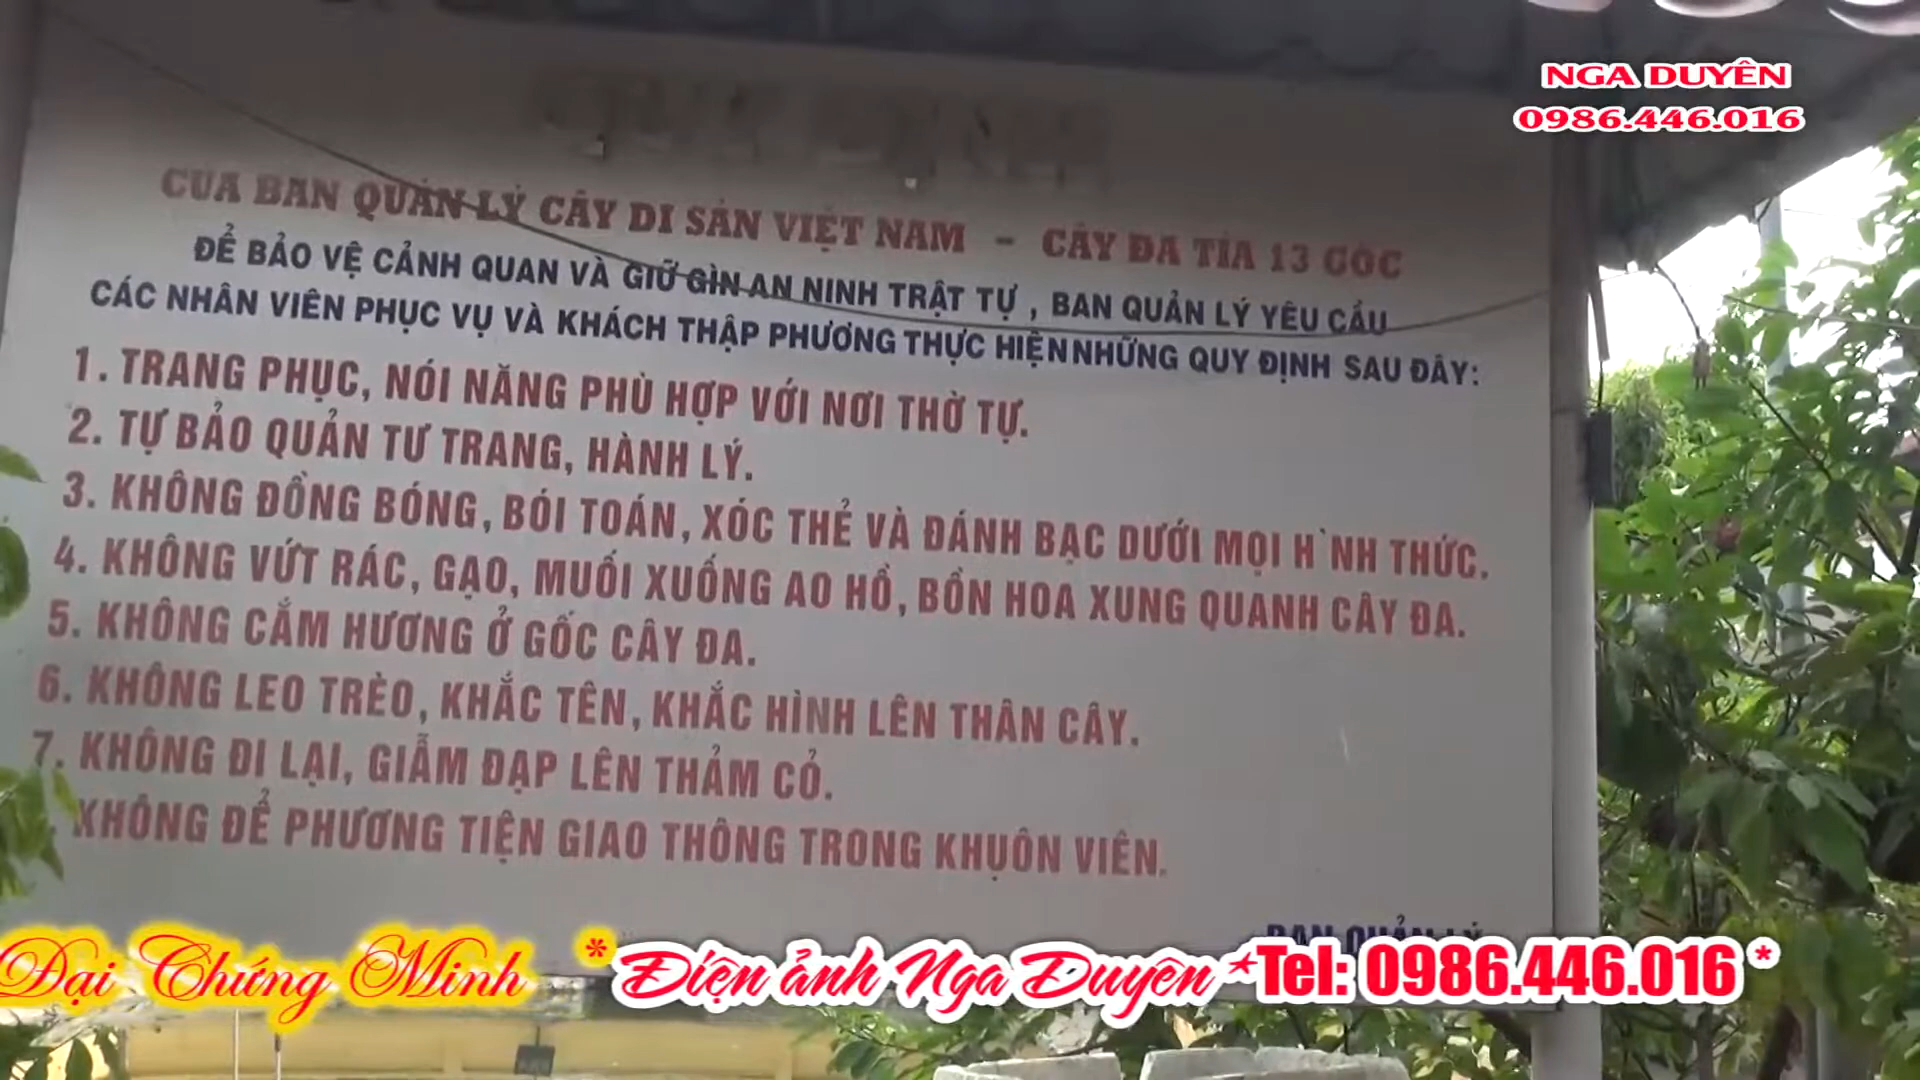 NGA DUYÊN
0986.446.016
CỦA BAN QUẢN LÝ CÂY DI SẢN VIỆT NAM - CÂY ĐA TÍA 13 GỐC
ĐỂ BẢO VỆ CẢNH QUAN VÀ GIỮ GÌN AN NINH TRẬT TỰ , BAN QUẢN LÝ YÊU CẦU
CÁC NHÂN VIÊN PHỤC VỤ VÀ KHÁCH THẬP PHƯƠNG THỰC HIỆN NHỮNG QUY ĐỊNH SAU ĐÂY:
1. TRANG PHỤC, NÓI NĂNG PHÙ HỢP VỚI NƠI THỜ TỰ.
2. TỰ BẢO QUẢN TƯ TRANG, HÀNH LÝ.
3. KHÔNG ĐỒNG BÓNG, BÓI TOÁN, XÓC THẺ VÀ ĐÁNH BẠC DƯỚI MỌI H`NH THỨC.
4. KHÔNG VỨT RÁC, GẠO, MUỐI XUỐNG AO HỒ, BỒN HOA XUNG QUANH CÂY ĐA.
5. KHÔNG CẮM HƯƠNG Ở GỐC CÂY ĐA.
6. KHÔNG LEO TRÈO, KHẮC TÊN, KHẮC HÌNH LÊN THÂN CÂY.
7. KHÔNG ĐI LẠI, GIẪM ĐẠP LÊN THẢM CỎ.
KHÔNG ĐỂ PHƯƠNG TIỆN GIAO THÔNG TRONG KHUÔN VIÊN.
BAN QUẢN LÝ
Đại Chứng Minh * Điện ảnh Nga Duyên *Tel: 0986.446.016 *